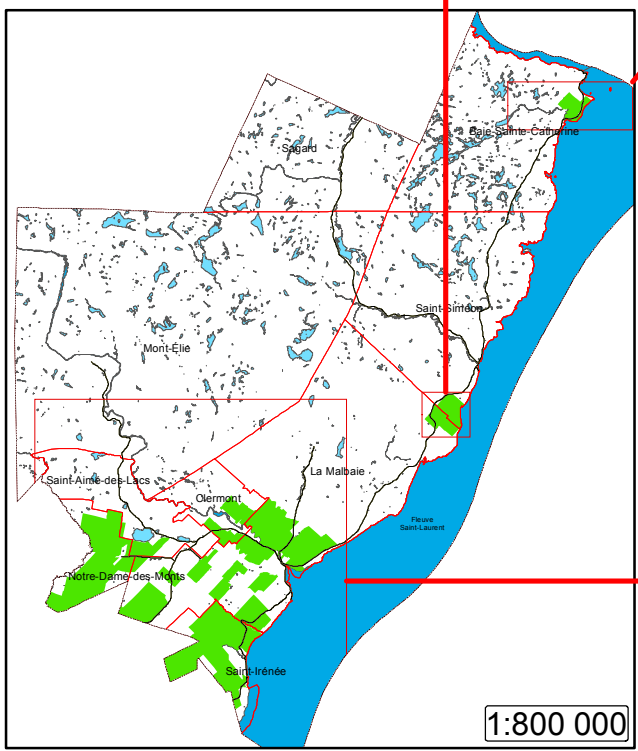 Baie-Sainte-Catherine
Sagard
Saint-Siméon
Mont-Élie
La Malbaie
Saint-Aimé-des-Lacs
Clermont
Fleuve
Saint-Laurent
Notre-Dame-des-Monts
Saint-Irénée
1:800 000